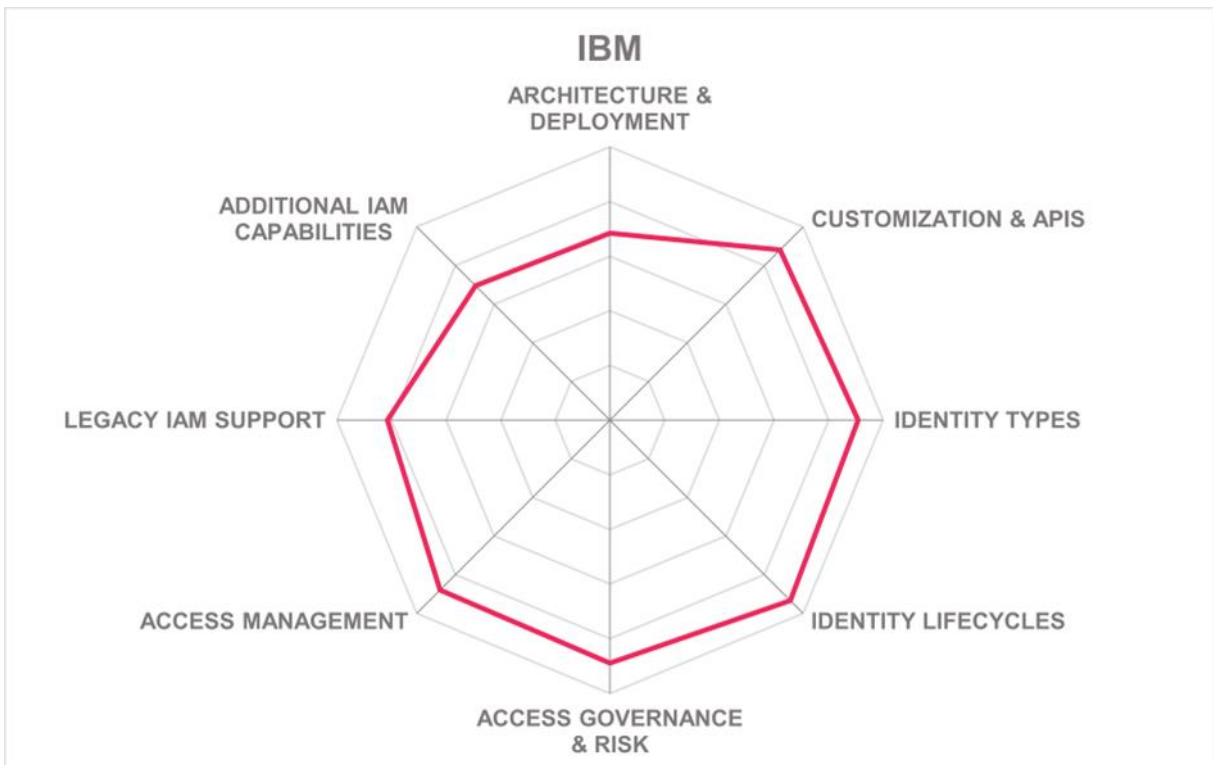 IBM
ARCHITECTURE &
DEPLOYMENT
ADDITIONAL IAM
CAPABILITIES
CUSTOMIZATION & APIS
LEGACY IAM SUPPORT
IDENTITY TYPES
ACCESS MANAGEMENT
IDENTITY LIFECYCLES
ACCESS GOVERNANCE
& RISK